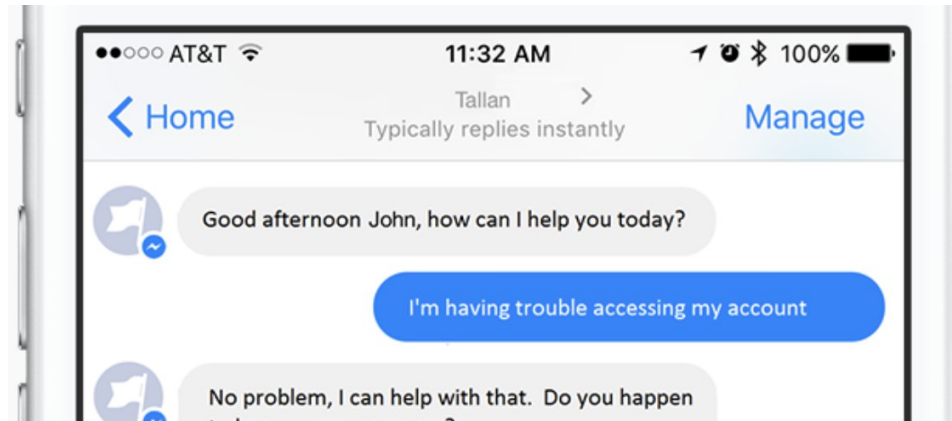 AT&T 11:32 AM 100%
Home Tallan Manage
Typically replies instantly
Good afternoon John, how can I help you today?
I'm having trouble accessing my account
No problem, I can help with that. Do you happen